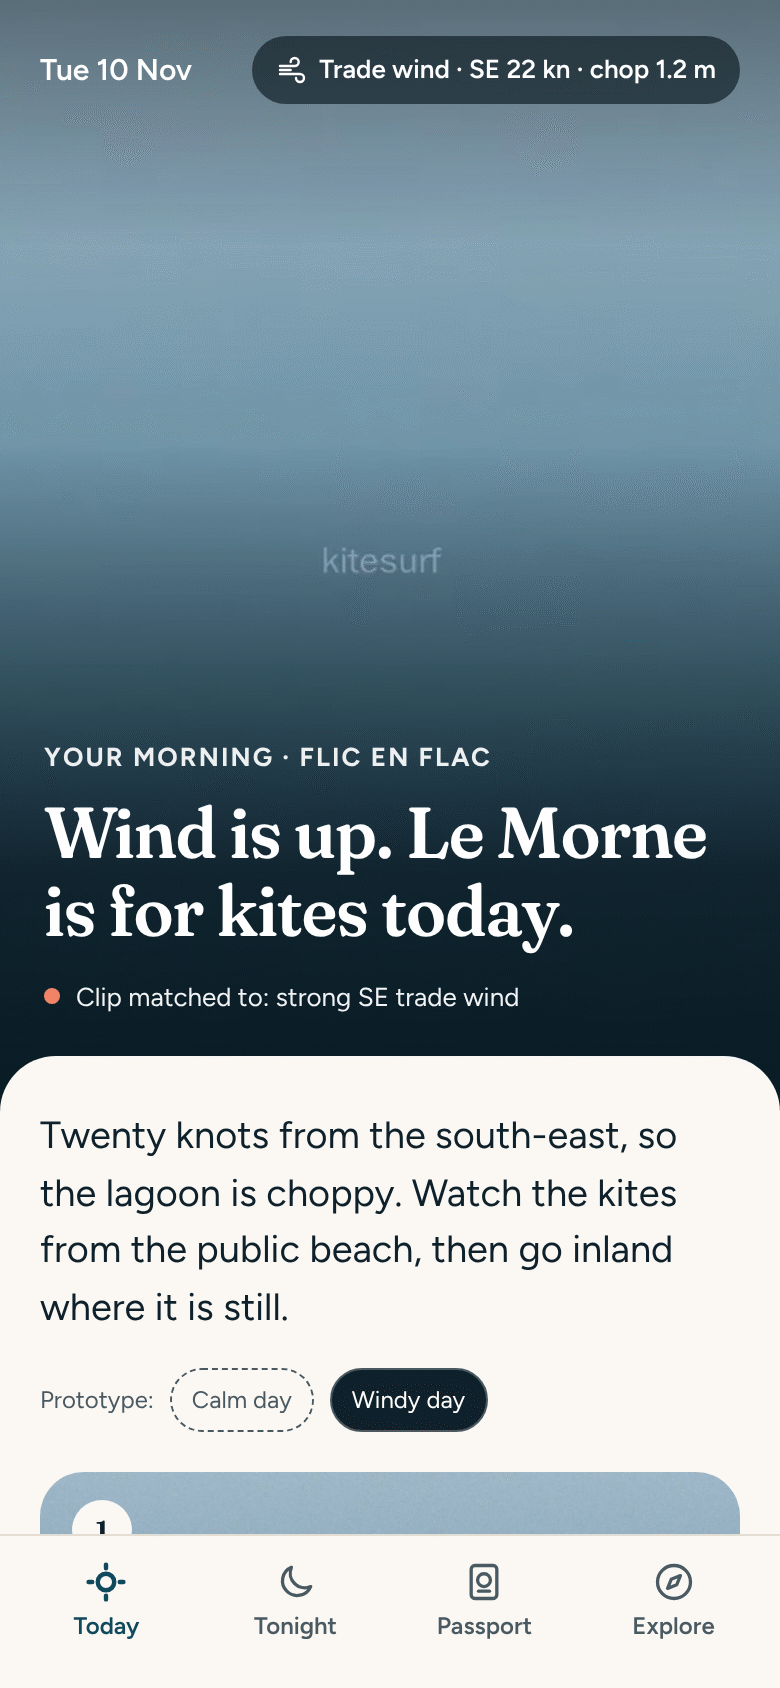 Tue 10 Nov
Trade wind · SE 22 kn · chop 1.2 m
kitesurf
YOUR MORNING · FLIC EN FLAC
Wind is up. Le Morne
is for kites today.
Clip matched to: strong SE trade wind
Twenty knots from the south-east, so
the lagoon is choppy. Watch the kites
from the public beach, then go inland
where it is still.
Prototype:
Calm day
Windy day
1
Today
Tonight
Passport
Explore